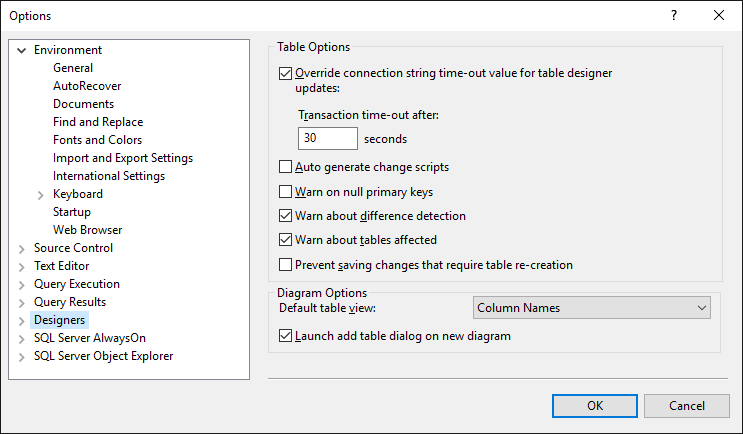 Options
Environment
General
AutoRecover
Documents
Find and Replace
Fonts and Colors
Import and Export Settings
International Settings
Keyboard
Startup
Web Browser
Source Control
Text Editor
Query Execution
Query Results
Designers
SQL Server AlwaysOn
SQL Server Object Explorer
Table Options
Override connection string time-out value for table designer
updates:
Transaction time-out after:
30 seconds
Auto generate change scripts
Warn on null primary keys
Warn about difference detection
Warn about tables affected
Prevent saving changes that require table re-creation
Diagram Options
Default table view: Column Names
Launch add table dialog on new diagram
OK Cancel